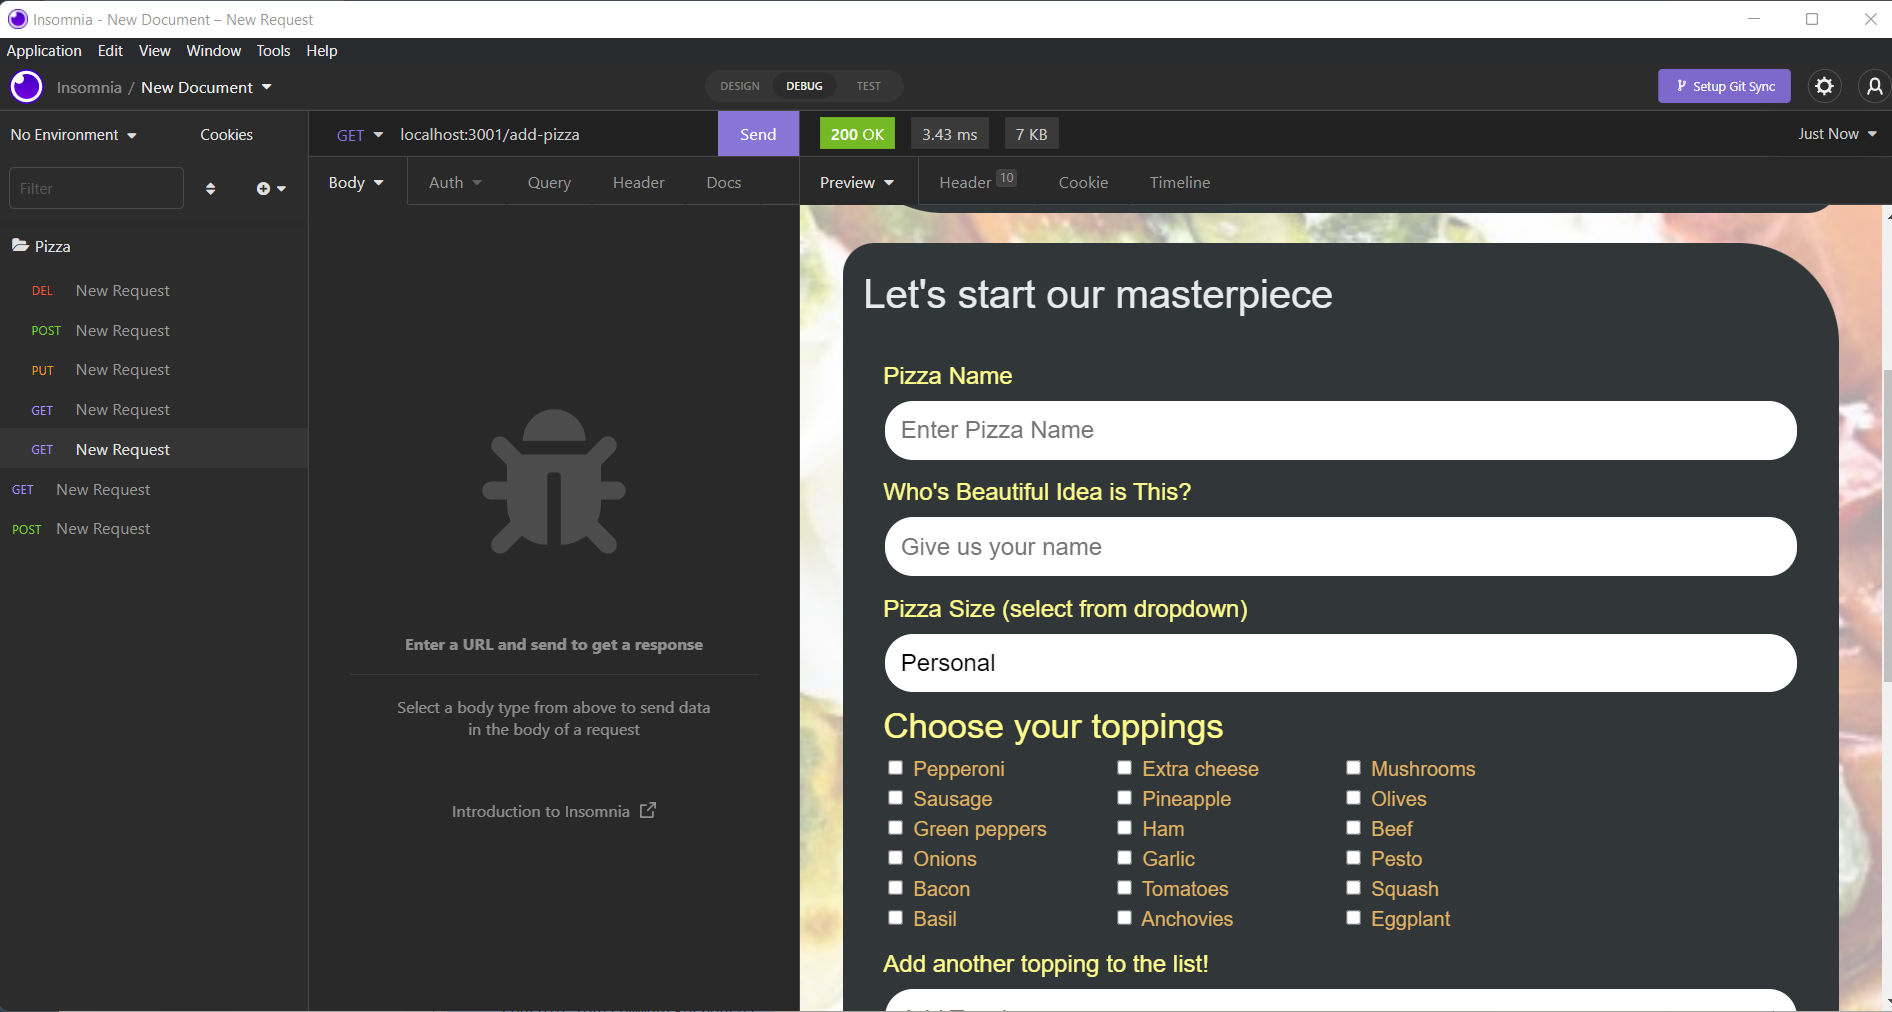 Insomnia - New Document – New Request
Application Edit View Window Tools Help
Insomnia / New Document
DESIGN DEBUG TEST
Setup Git Sync
No Environment Cookies
GET localhost:3001/add-pizza Send
200 OK 3.43 ms 7 KB
Just Now
Filter
Body Auth Query Header Docs
Preview Header 10 Cookie Timeline
Pizza
DEL New Request
POST New Request
PUT New Request
GET New Request
GET New Request
GET New Request
POST New Request
Enter a URL and send to get a response
Select a body type from above to send data
in the body of a request
Introduction to Insomnia
Let's start our masterpiece
Pizza Name
Enter Pizza Name
Who's Beautiful Idea is This?
Give us your name
Pizza Size (select from dropdown)
Personal
Choose your toppings
Pepperoni Extra cheese Mushrooms
Sausage Pineapple Olives
Green peppers Ham Beef
Onions Garlic Pesto
Bacon Tomatoes Squash
Basil Anchovies Eggplant
Add another topping to the list!